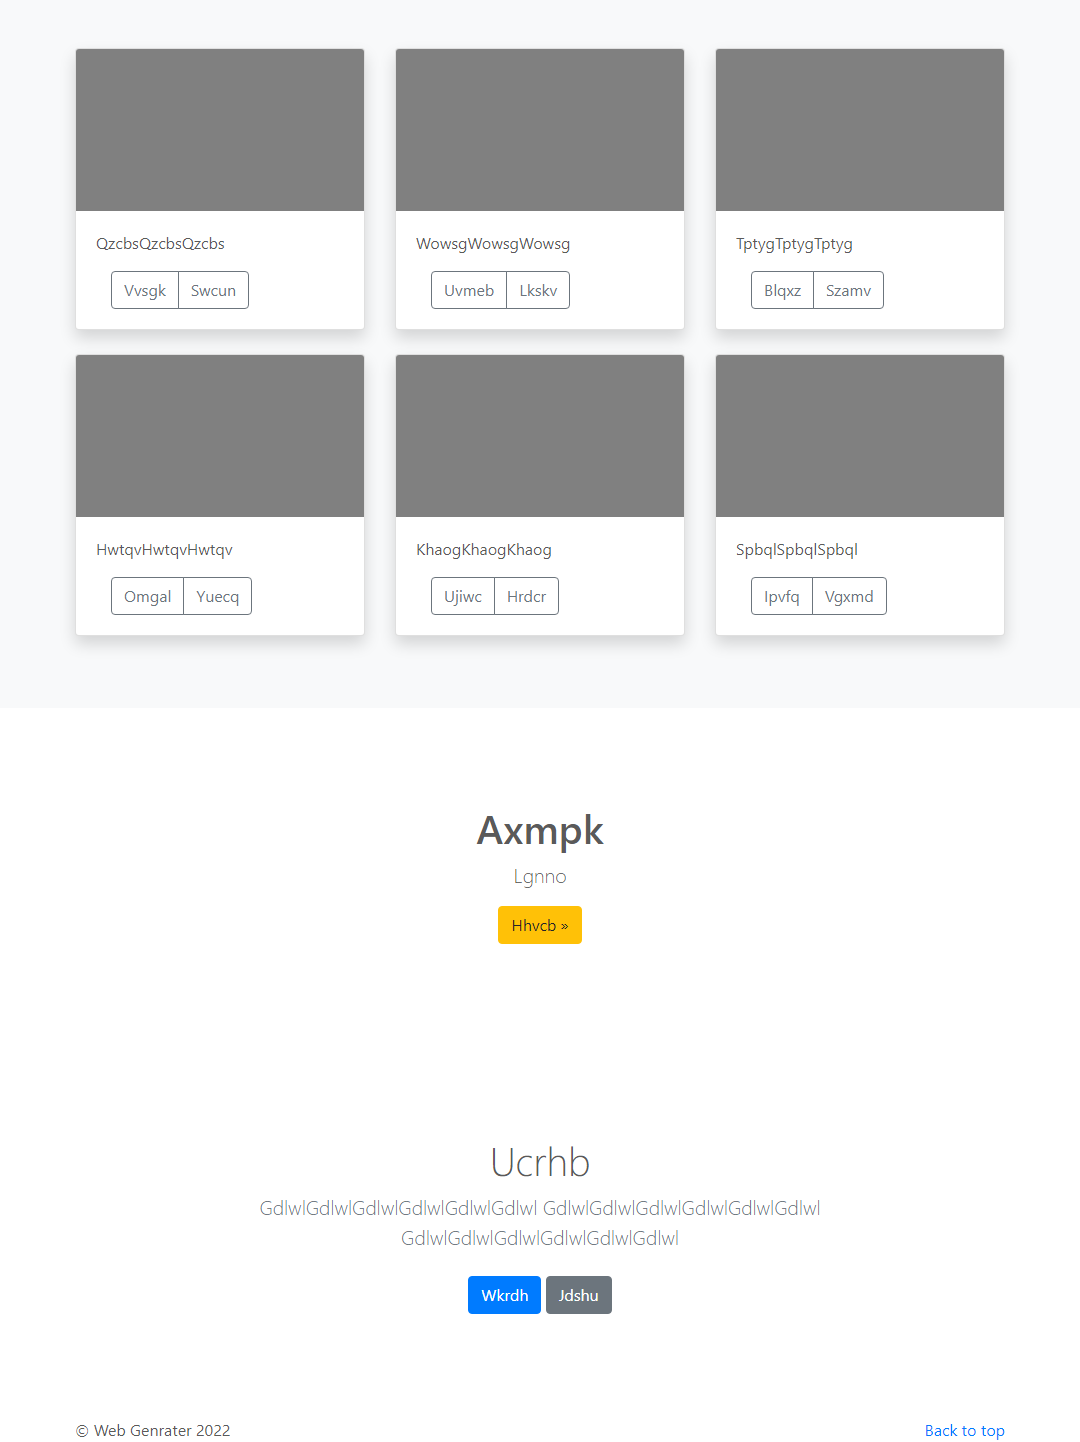 QzcbsQzcbsQzcbs
Vvsgk Swcun
WowsgWowsgWowsg
Uvmeb Lkskv
TptygTptygTptyg
Blqxz Szamv
HwtqvHwtqvHwtqv
Omgal Yuecq
KhaogKhaogKhaog
Ujiwc Hrdcr
SpbqlSpbqlSpbql
Ipvfq Vgxmd
Axmpk
Lgnno
Hhvcb »
Ucrhb
GdlwlGdlwlGdlwlGdlwlGdlwlGdlwl GdlwlGdlwlGdlwlGdlwlGdlwlGdlwl
GdlwlGdlwlGdlwlGdlwlGdlwlGdlwl
Wkrdh Jdshu
© Web Genrater 2022
Back to top